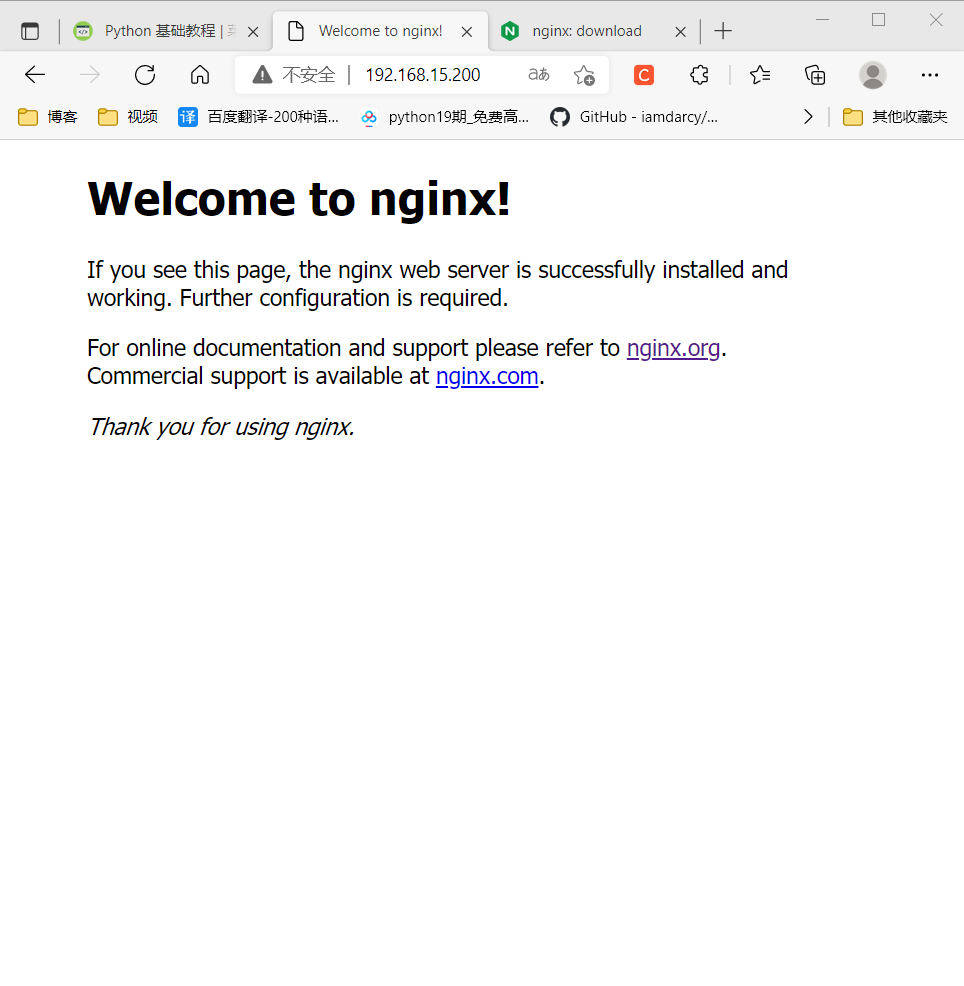 Python 基础教程 | 菜
Welcome to nginx!
nginx: download
不安全
192.168.15.200
aあ
C
博客
视频
译 百度翻译-200种语...
python19期_免费高...
GitHub - iamdarcy/...
其他收藏夹
Welcome to nginx!
If you see this page, the nginx web server is successfully installed and
working. Further configuration is required.
For online documentation and support please refer to nginx.org.
Commercial support is available at nginx.com.
Thank you for using nginx.